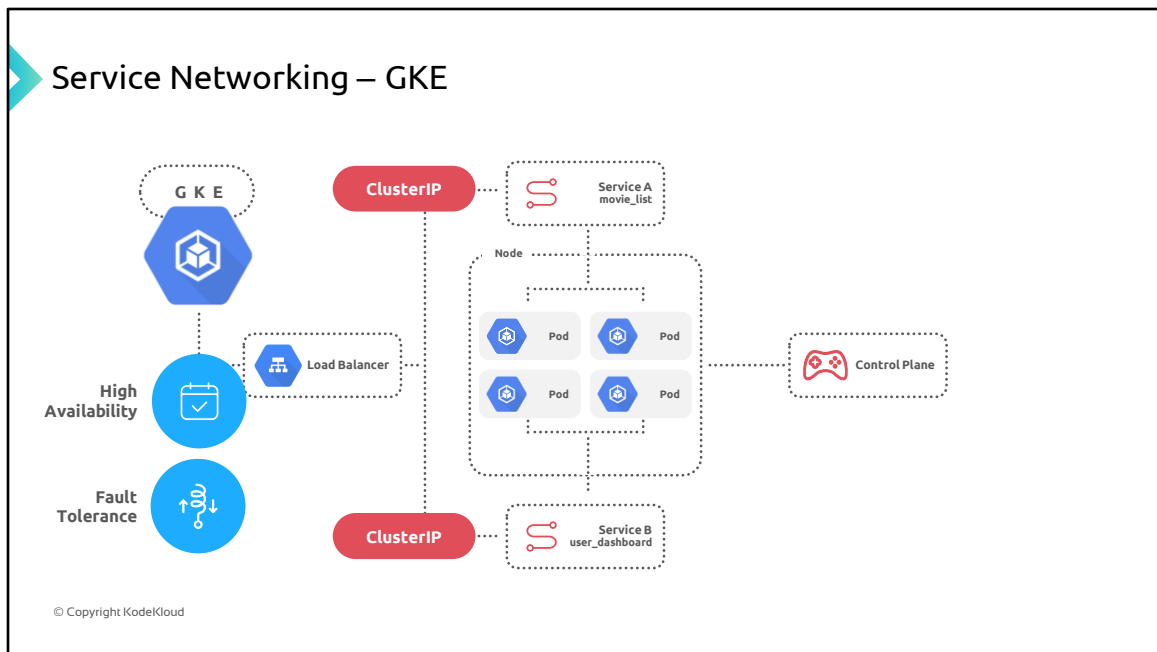 Service Networking – GKE
G K E
High
Availability
Fault
Tolerance
Load Balancer
ClusterIP
ClusterIP
Service A
movie_list
Node
Pod
Pod
Pod
Pod
Service B
user_dashboard
Control Plane
© Copyright KodeKloud